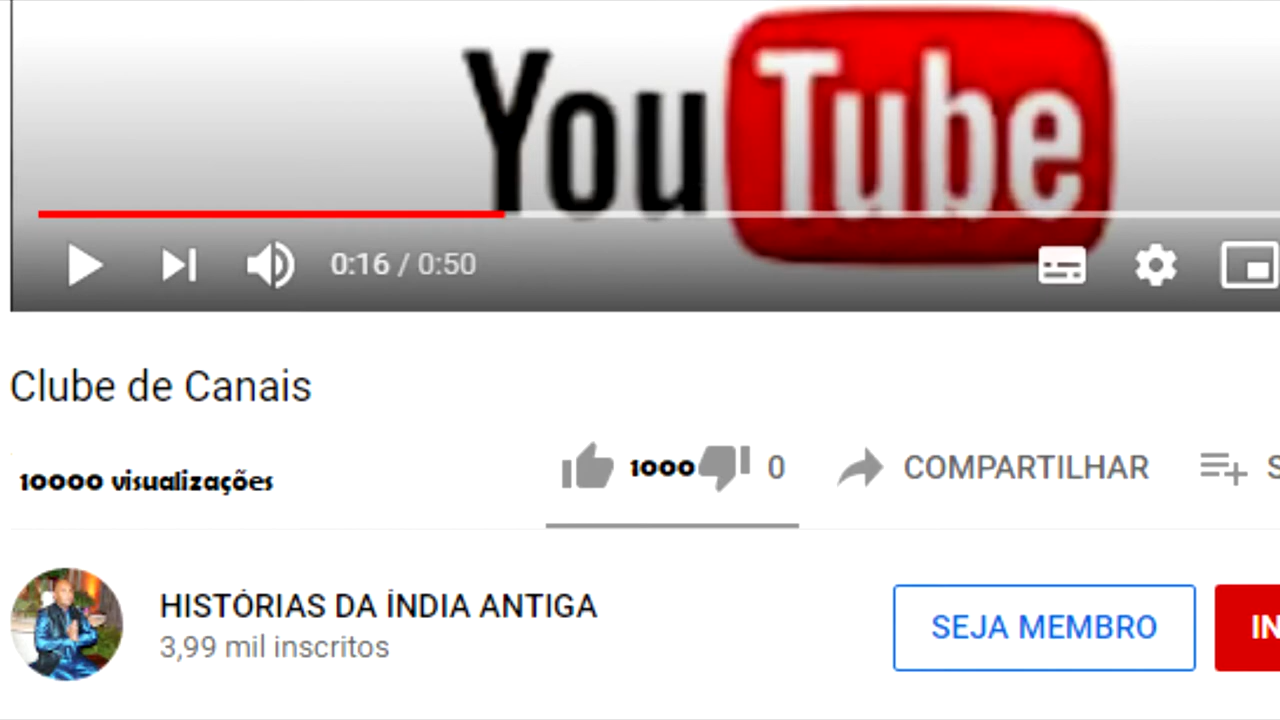 YouTube
0:16 / 0:50
Clube de Canais
10000 visualizações
1000 0 COMPARTILHAR S
HISTÓRIAS DA ÍNDIA ANTIGA
3,99 mil inscritos
SEJA MEMBRO IN